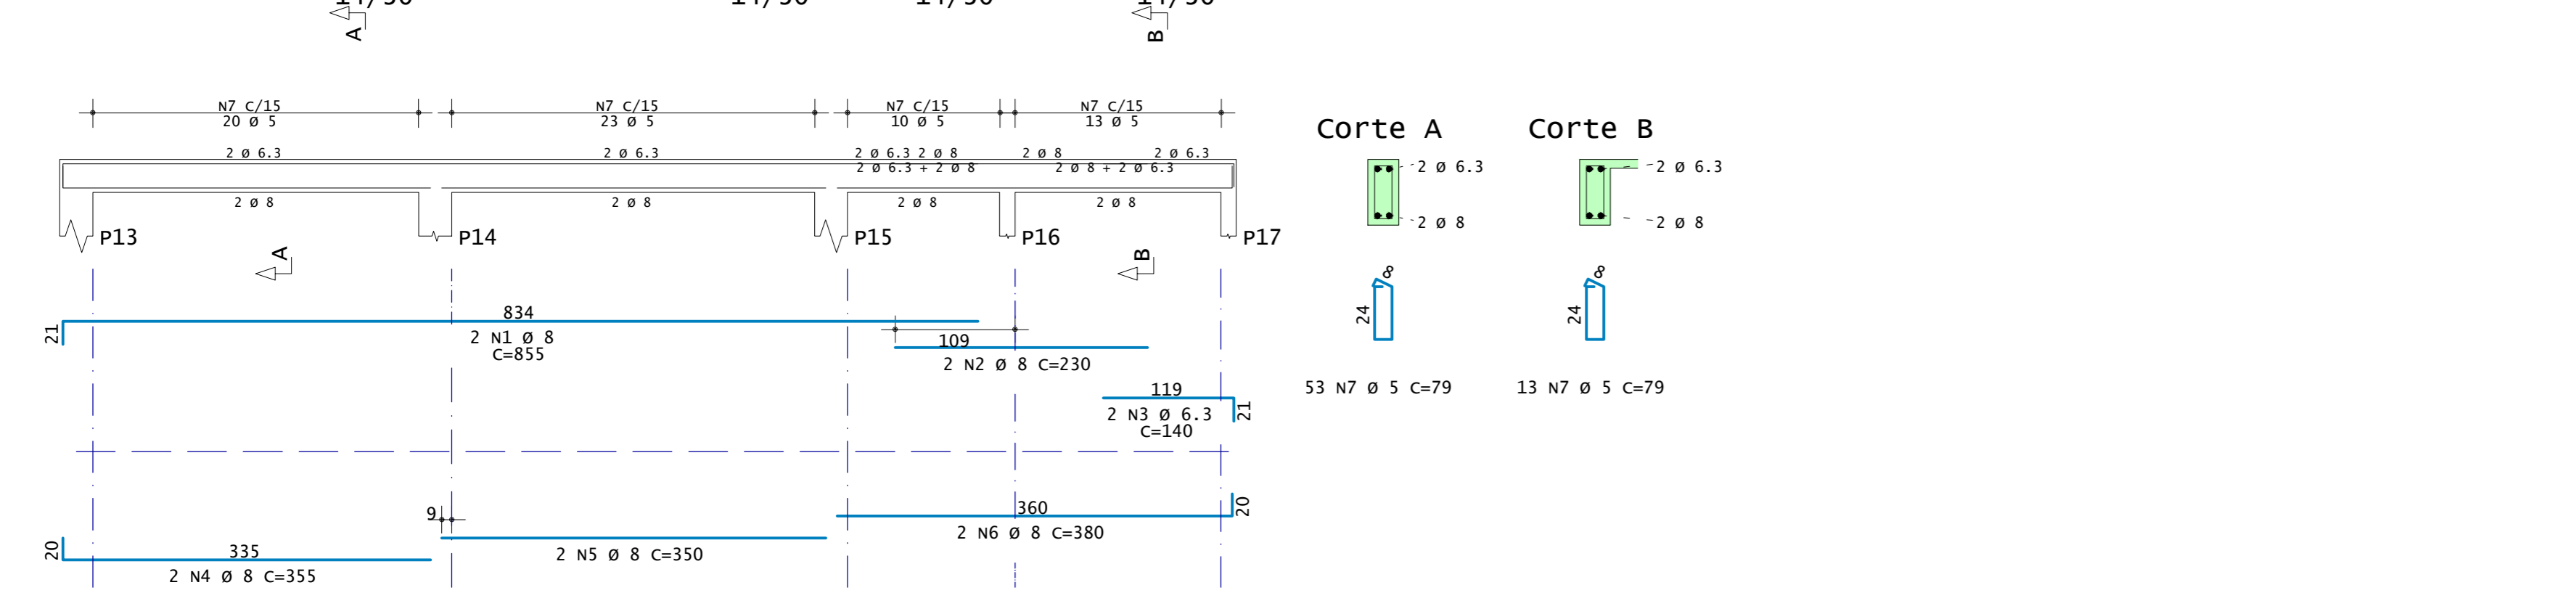 A
B
N7 C/15 N7 C/15 N7 C/15 N7 C/15
20 Ø 5 23 Ø 5 10 Ø 5 13 Ø 5
Corte A Corte B
2 Ø 6.3 2 Ø 6.3 2 Ø 6.3 2 Ø 8 2 Ø 8 2 Ø 6.3
2 Ø 6.3 + 2 Ø 8 2 Ø 8 + 2 Ø 6.3
2 Ø 6.3 2 Ø 6.3
2 Ø 8 2 Ø 8 2 Ø 8 2 Ø 8
2 Ø 8 2 Ø 8
P13 P14 P15 P16 P17
A B
8 8
24 24
834
21
2 N1 Ø 8
C=855
109
2 N2 Ø 8 C=230
53 N7 Ø 5 C=79 13 N7 Ø 5 C=79
119
21
2 N3 Ø 6.3
C=140
360
20
9
2 N6 Ø 8 C=380
335
20
2 N5 Ø 8 C=350
2 N4 Ø 8 C=355